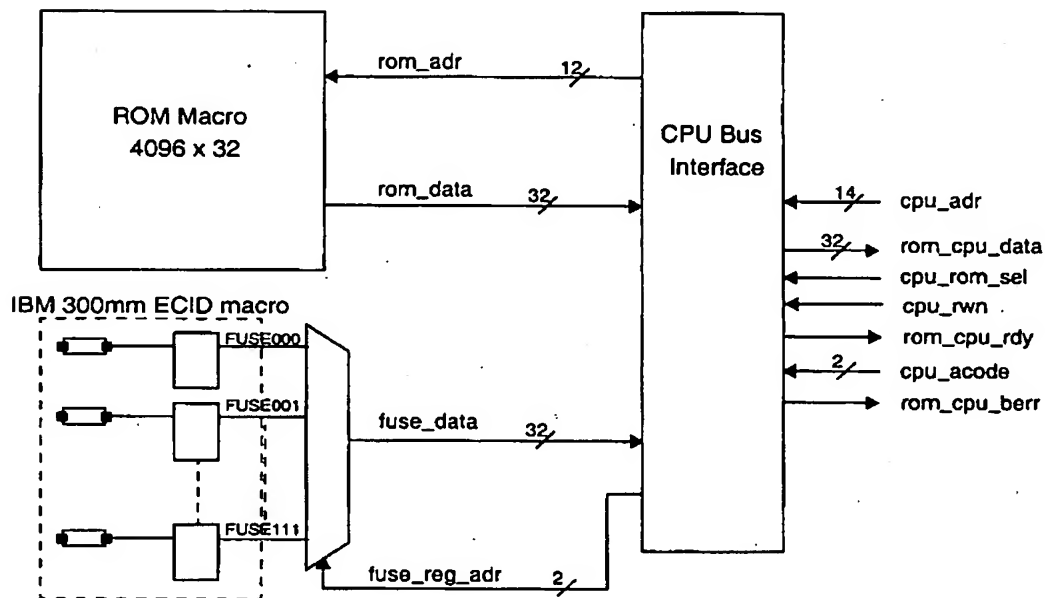 ROM Macro
4096 x 32
rom_adr
12
rom_data
32
CPU Bus
Interface
14
cpu_adr
32
rom_cpu_data
cpu_rom_sel
cpu_rwn
rom_cpu_rdy
2
cpu_acode
rom_cpu_berr
IBM 300mm ECID macro
FUSE000
FUSE001
FUSE111
fuse_data
32
fuse_reg_adr
2